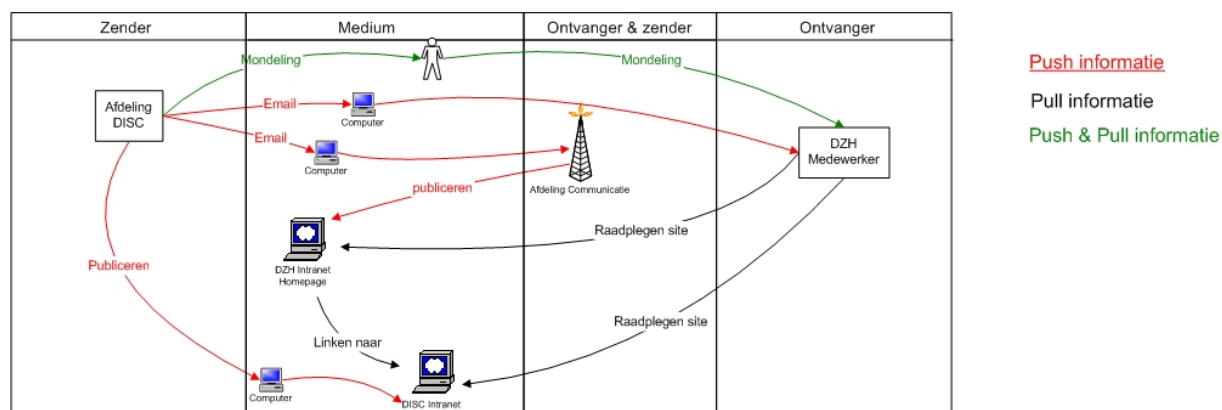 Zender
Medium
Ontvanger & zender
Ontvanger
Mondeling
Mondeling
Push informatie
Pull informatie
Push & Pull informatie
Afdeling
DISC
Email
Computer
Email
Computer
Afdeling Communicatie
DZH
Medewerker
publiceren
Raadplegen site
DZH Intranet
Homepage
Publiceren
Raadplegen site
Linken naar
Computer
DISC Intranet